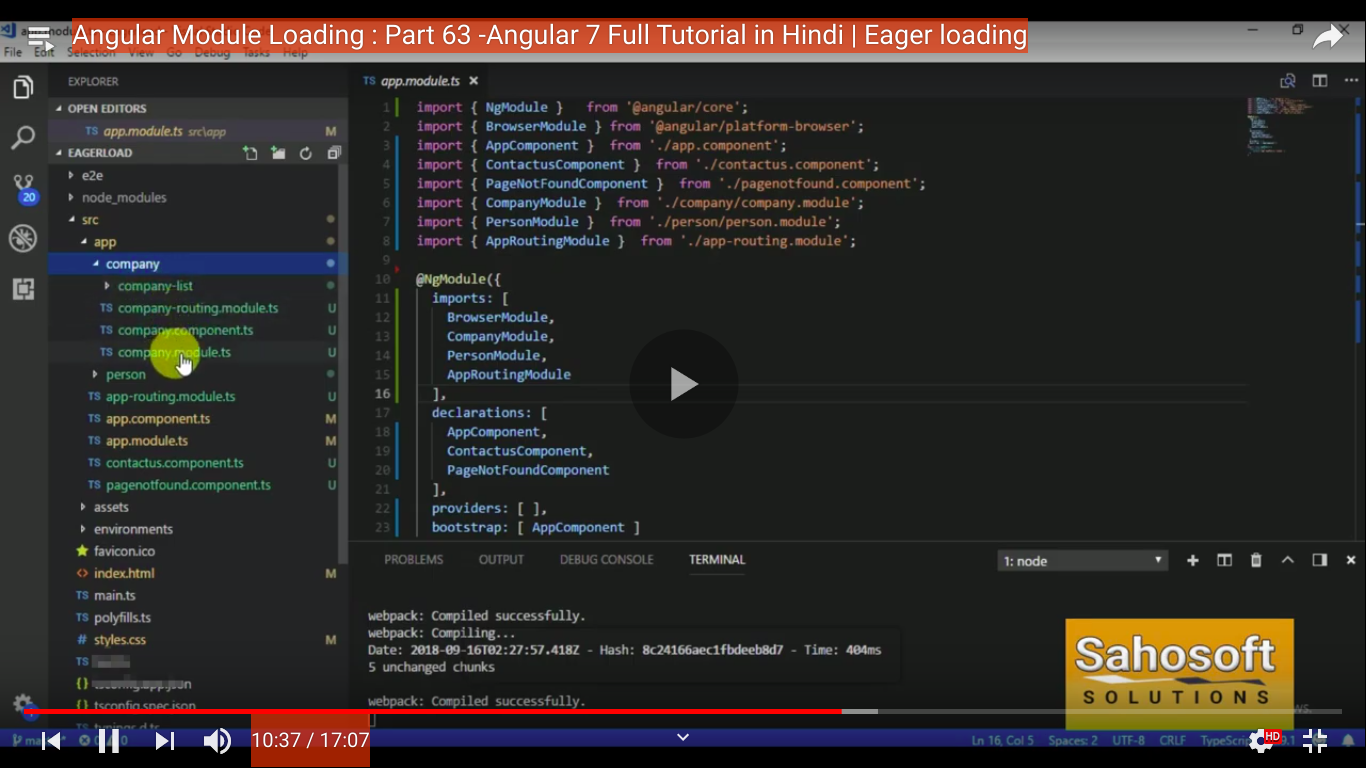 Angular Module Loading : Part 63 -Angular 7 Full Tutorial in Hindi | Eager loading
File Edit Selection View Go Debug Tasks Help
EXPLORER
OPEN EDITORS
TS app.module.ts src\app M
EAGERLOAD
e2e
node_modules
src
app
company
company-list
TS company-routing.module.ts U
TS company.component.ts U
TS company.module.ts U
person
TS app-routing.module.ts U
TS app.component.ts M
TS app.module.ts M
TS contactus.component.ts U
TS pagenotfound.component.ts U
assets
environments
favicon.ico
<> index.html M
TS main.ts
TS polyfills.ts
# styles.css M
TS
{} tsconfig.app.json
{} tsconfig.spec.json
TS typings.d.ts
20
TS app.module.ts ×
1 import { NgModule } from '@angular/core';
2 import { BrowserModule } from '@angular/platform-browser';
3 import { AppComponent } from './app.component';
4 import { ContactusComponent } from './contactus.component';
5 import { PageNotFoundComponent } from './pagenotfound.component';
6 import { CompanyModule } from './company/company.module';
7 import { PersonModule } from './person/person.module';
8 import { AppRoutingModule } from './app-routing.module';
9
10 @NgModule({
11 imports: [
12 BrowserModule,
13 CompanyModule,
14 PersonModule,
15 AppRoutingModule
16 ],
17 declarations: [
18 AppComponent,
19 ContactusComponent,
20 PageNotFoundComponent
21 ],
22 providers: [ ],
23 bootstrap: [ AppComponent ]
PROBLEMS OUTPUT DEBUG CONSOLE TERMINAL 1: node
webpack: Compiled successfully.
webpack: Compiling...
Date: 2018-09-16T02:27:57.418Z - Hash: 8c24166aec1fbdeeb8d7 - Time: 404ms
5 unchanged chunks
webpack: Compiled successfully.
Sahosoft
SOLUTIONS
10:37 / 17:07
Ln 16, Col 5 Spaces: 2 UTF-8 CRLF
HD